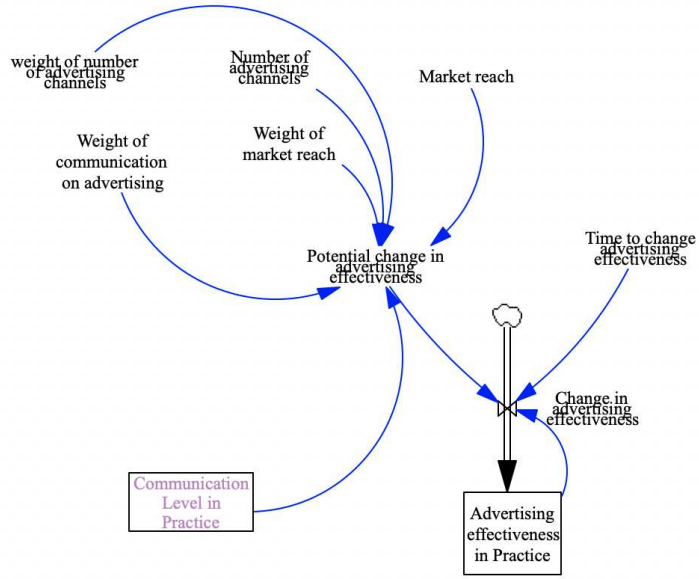 weight of number
of advertising
channels
Number of
advertising
channels
Market reach
Weight of
communication
on advertising
Weight of
market reach
Potential change in
advertising
effectiveness
Time to change
advertising
effectiveness
Change in
advertising
effectiveness
Communication
Level in
Practice
Advertising
effectiveness
in Practice